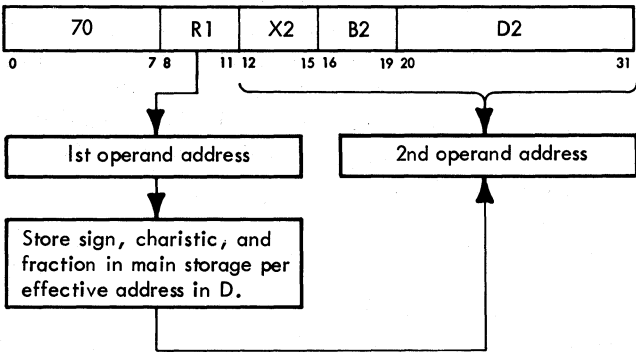 70 R1 X2 B2 D2
0 7 8 11 12 15 16 19 20 31
1st operand address
2nd operand address
Store sign, charistic, and
fraction in main storage per
effective address in D.